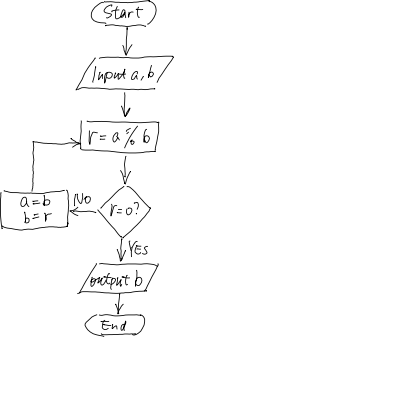 Start
Input a, b
r = a % b
NO
a = b
b = r
r = 0?
YES
output b
End